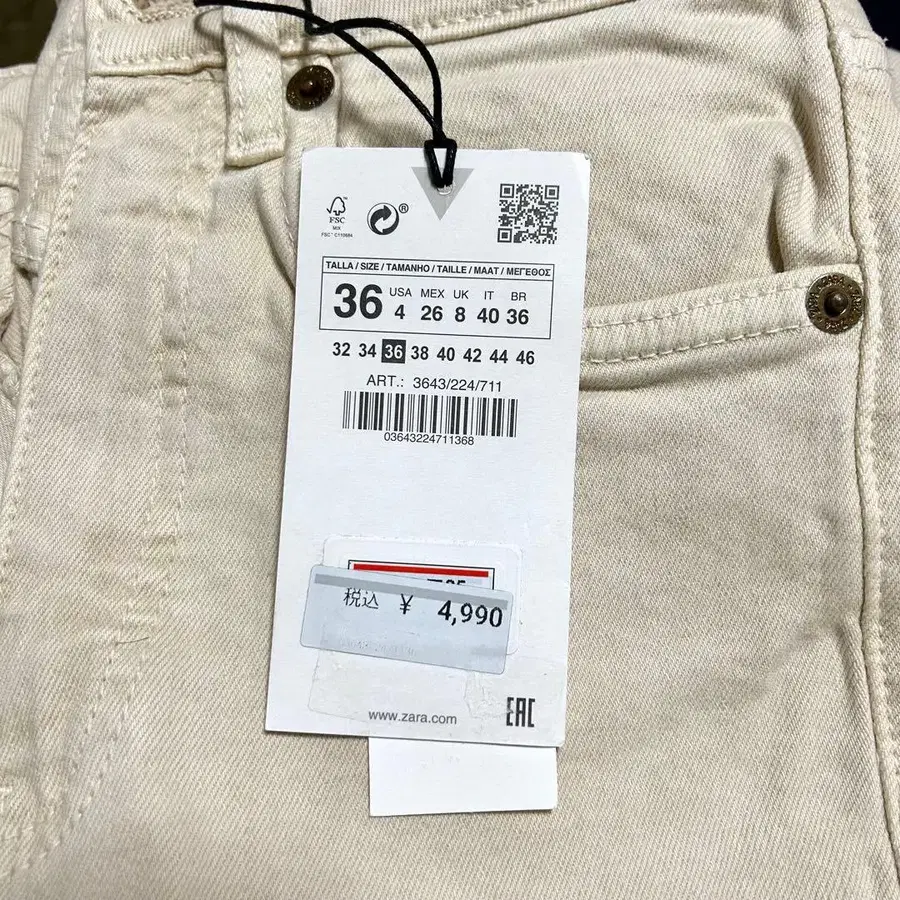 FSC
MIX
FSC® C110684
®
TALLA / SIZE / TAMANHO / TAILLE / MAAT / ΜΕΓΕΘΟΣ
36 USA 4 MEX 26 UK 8 IT 40 BR 36
32 34 36 38 40 42 44 46
ART.: 3643/224/711
03643224711368
税込 ¥ 4,990
www.zara.com
EAC